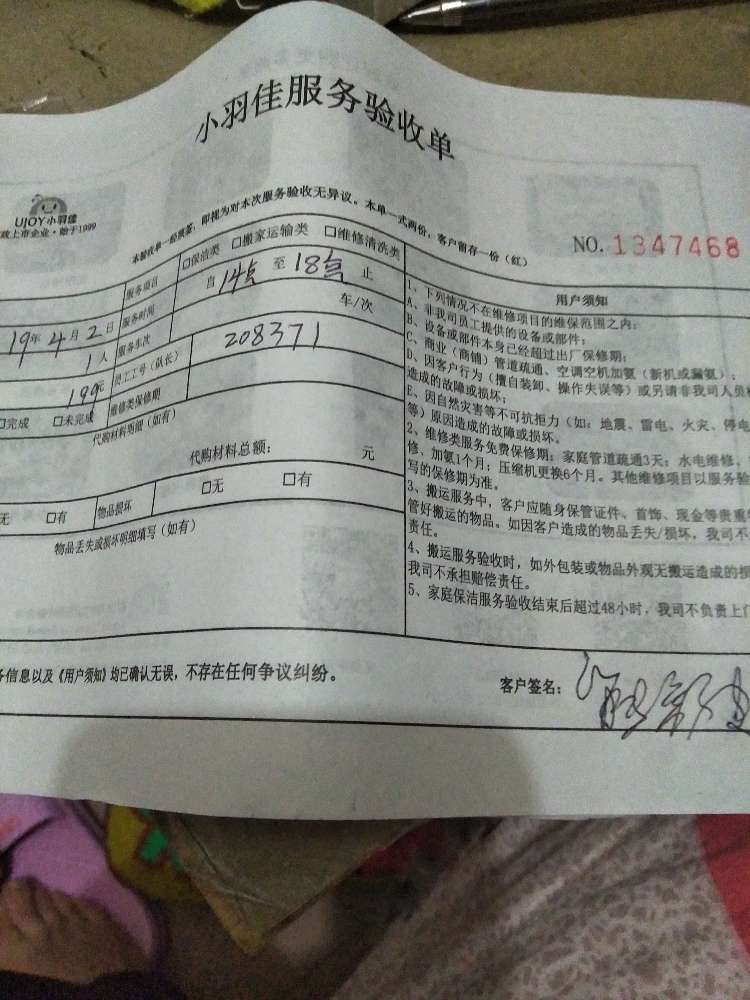 小羽佳服务验收单
UJOY小羽佳
政上市企业·始于1999
本验收单一经签字,即视为对本次服务验收无异议。本单一式两份,客户留存一份(红)
NO.1347468
服务项目 □保洁类 □搬家运输类 □维修清洗类
19年4月2日 服务时间 自14点至18点止
1人 服务车次 车/次
199元 员工工号(队长) 208371
□完成 □未完成 维修类保修期
代购材料明细(如有)
代购材料总额: 元
无 □有 物品损坏 □无 □有
物品丢失或损坏明细填写(如有)
用户须知
1、下列情况不在维修项目的维保范围之内:
A、非我司员工提供的设备或部件;
B、设备或部件本身已经超过出厂保修期;
C、商业(商铺)管道疏通、空调空机加氨(新机或漏氨);
D、因客户行为(擅自装卸、操作失误等)或另请非我司人员
造成的故障或损坏;
E、因自然灾害等不可抗拒力(如:地震、雷电、火灾、停电
等)原因造成的故障或损坏。
2、维修类服务免费保修期:家庭管道疏通3天;水电维修、
修、加氨1个月;压缩机更换6个月。其他维修项目以服务验
写的保修期为准。
3、搬运服务中,客户应随身保管证件、首饰、现金等贵重
管好搬运的物品。如因客户造成的物品丢失/损坏,我司不
责任。
4、搬运服务验收时,如外包装或物品外观无搬运造成的损
我司不承担赔偿责任。
5、家庭保洁服务验收结束后超过48小时,我司不负责上门
务信息以及《用户须知》均已确认无误,不存在任何争议纠纷。
客户签名: